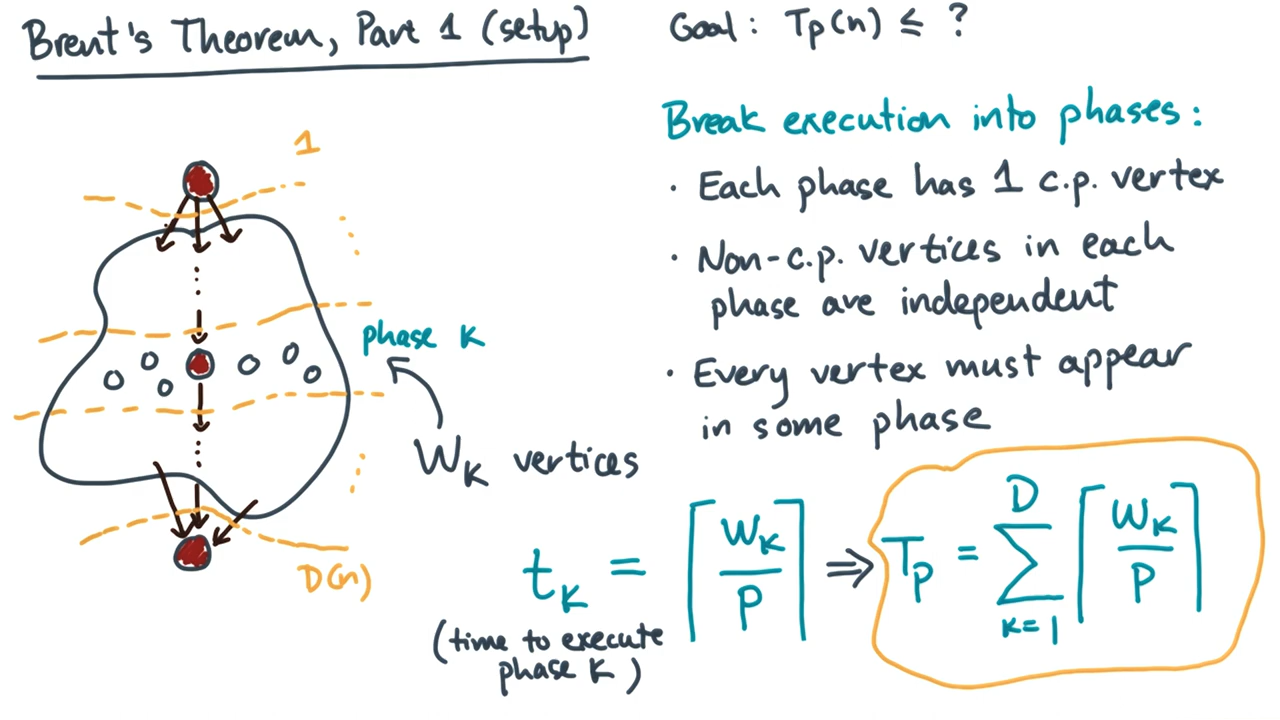 Brent's Theorem, Part 1 (setup)
Goal: Tp(n) ≤ ?
Break execution into phases:
· Each phase has 1 c.p. vertex
· Non-c.p. vertices in each
phase are independent
· Every vertex must appear
in some phase
1
phase K
WK vertices
D(n)
tK = ⌈WK/P⌉ ⇒ Tp = ∑_{K=1}^{D} ⌈WK/P⌉
(time to execute
phase K)